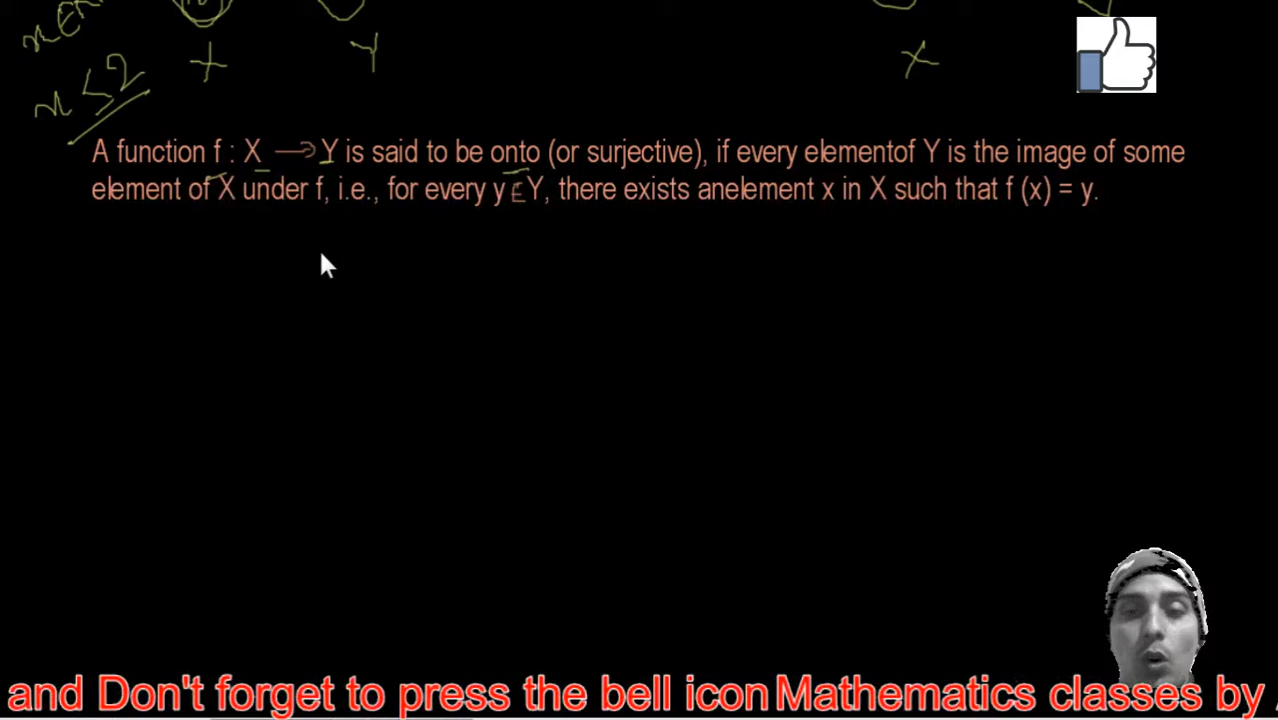 x ≤ 2
X
Y
X
A function f : X → Y is said to be onto (or surjective), if every elementof Y is the image of some
element of X under f, i.e., for every y ∈ Y, there exists anelement x in X such that f (x) = y.
and Don't forget to press the bell icon Mathematics classes by